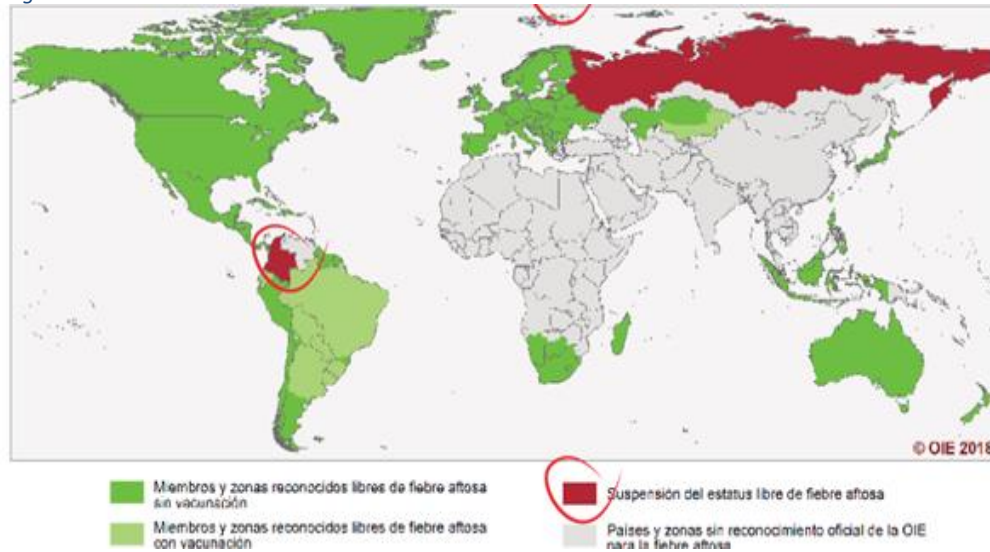 © OIE 2018
Miembros y zonas reconocidos libres de fiebre aftosa
sin vacunación
Miembros y zonas reconocidos libres de fiebre aftosa
con vacunación
Suspensión del estatus libre de fiebre aftosa
Países y zonas sin reconocimiento oficial de la OIE
para la fiebre aftosa